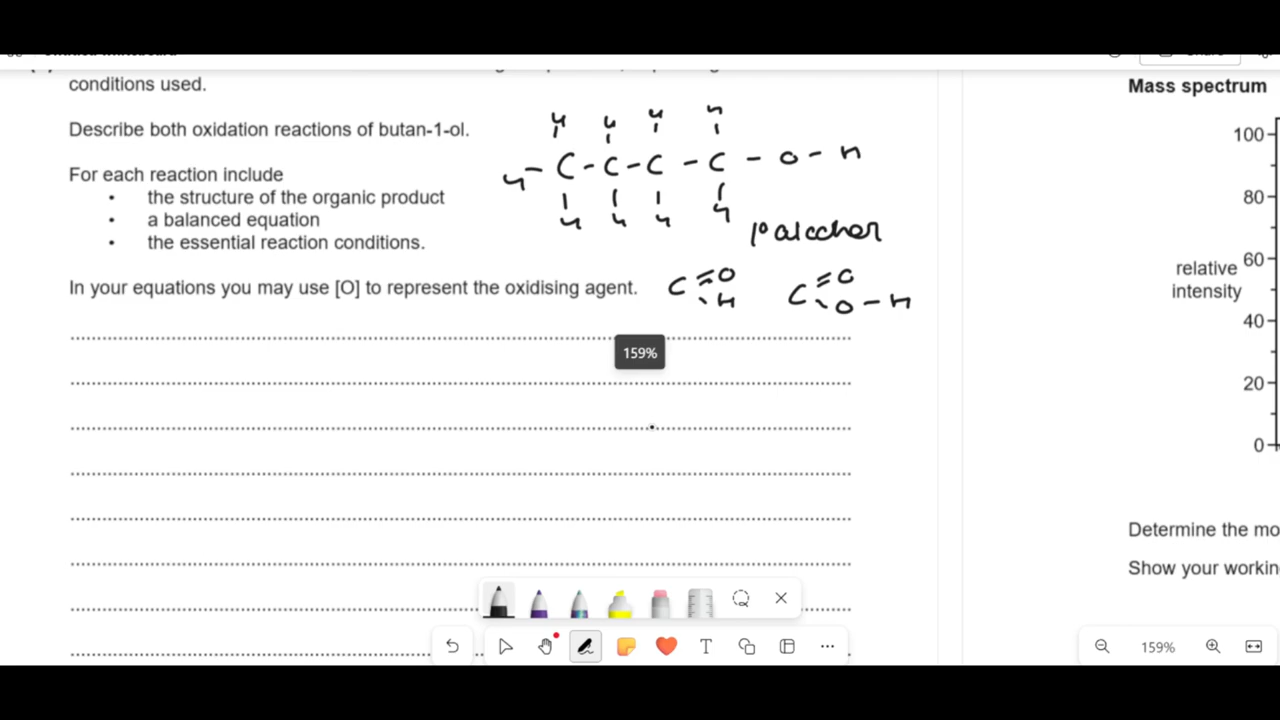 conditions used.
Describe both oxidation reactions of butan-1-ol.
For each reaction include
• the structure of the organic product
• a balanced equation
• the essential reaction conditions.
In your equations you may use [O] to represent the oxidising agent.
H H H H
H - C - C - C - C - O - H
H H H H
1° alcohol
C = O
- H
C = O
- O - H
159%
Mass spectrum
100
80
relative 60
intensity
40
20
0
Determine the mo
Show your workin
T
159%